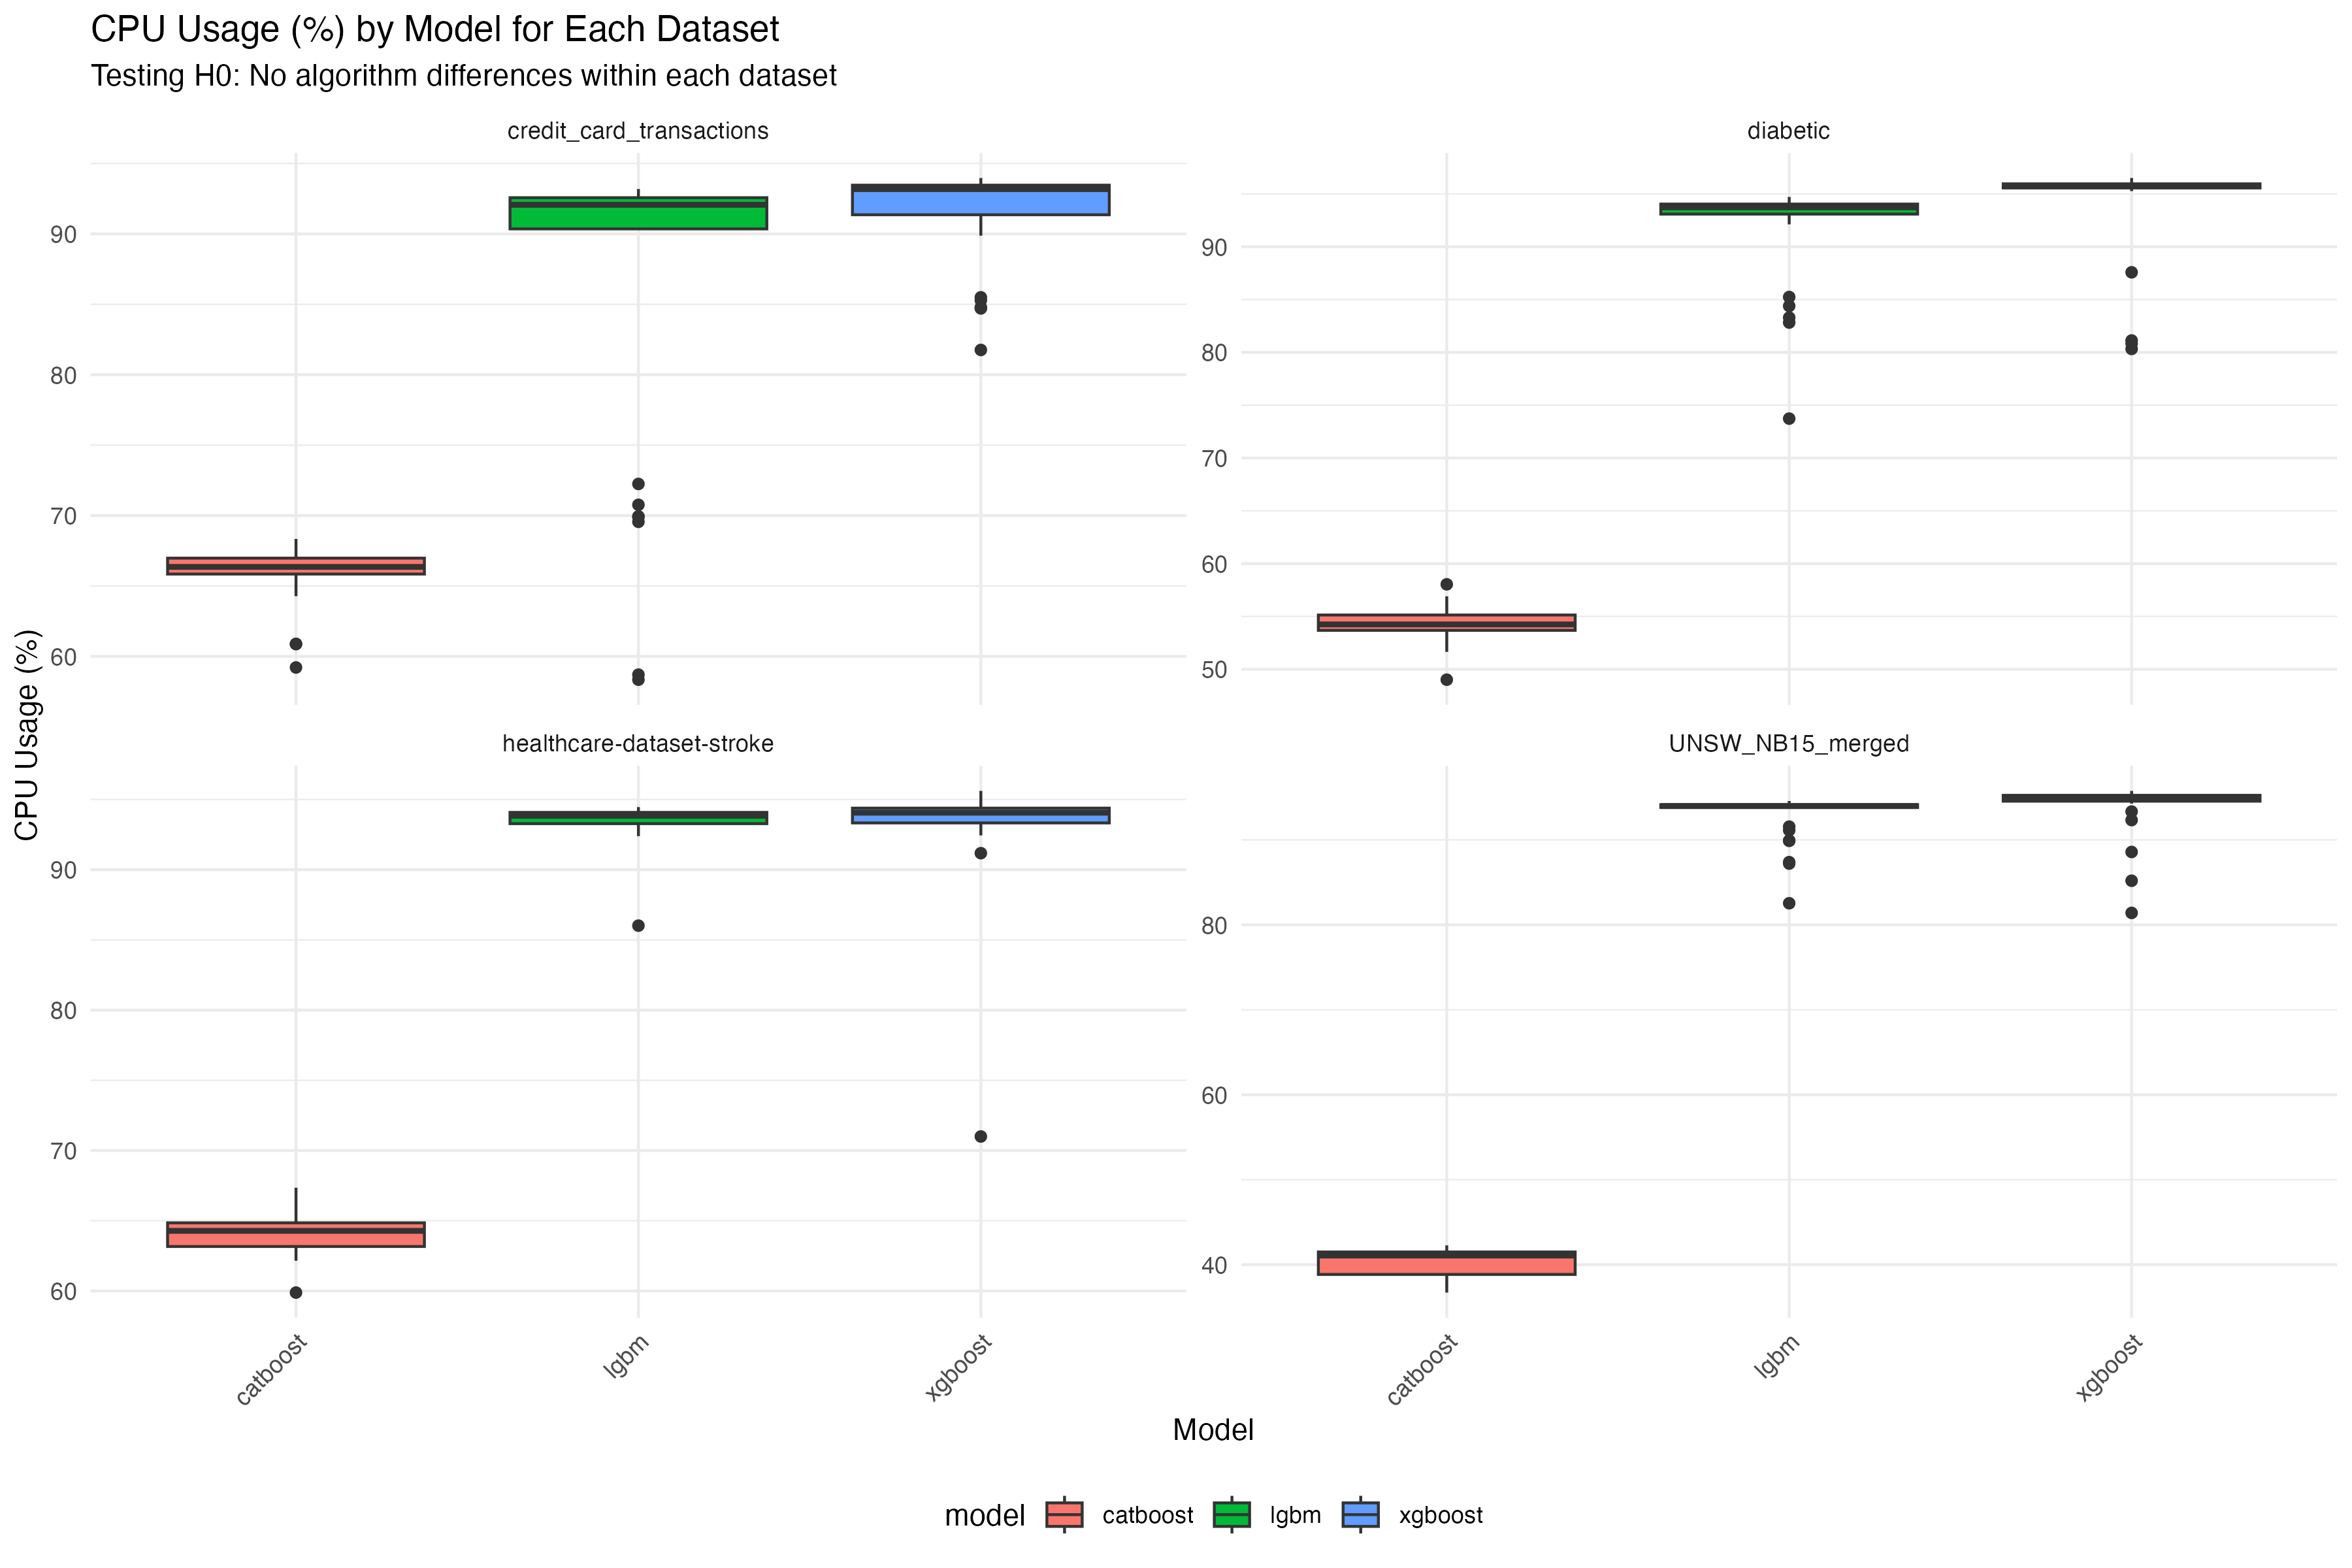 CPU Usage (%) by Model for Each Dataset
Testing H0: No algorithm differences within each dataset
credit_card_transactions
90
80
70
60
diabetic
90
80
70
60
50
CPU Usage (%)
healthcare-dataset-stroke
90
80
70
60
catboost
lgbm
xgboost
UNSW_NB15_merged
80
60
40
catboost
lgbm
xgboost
Model
model catboost lgbm xgboost